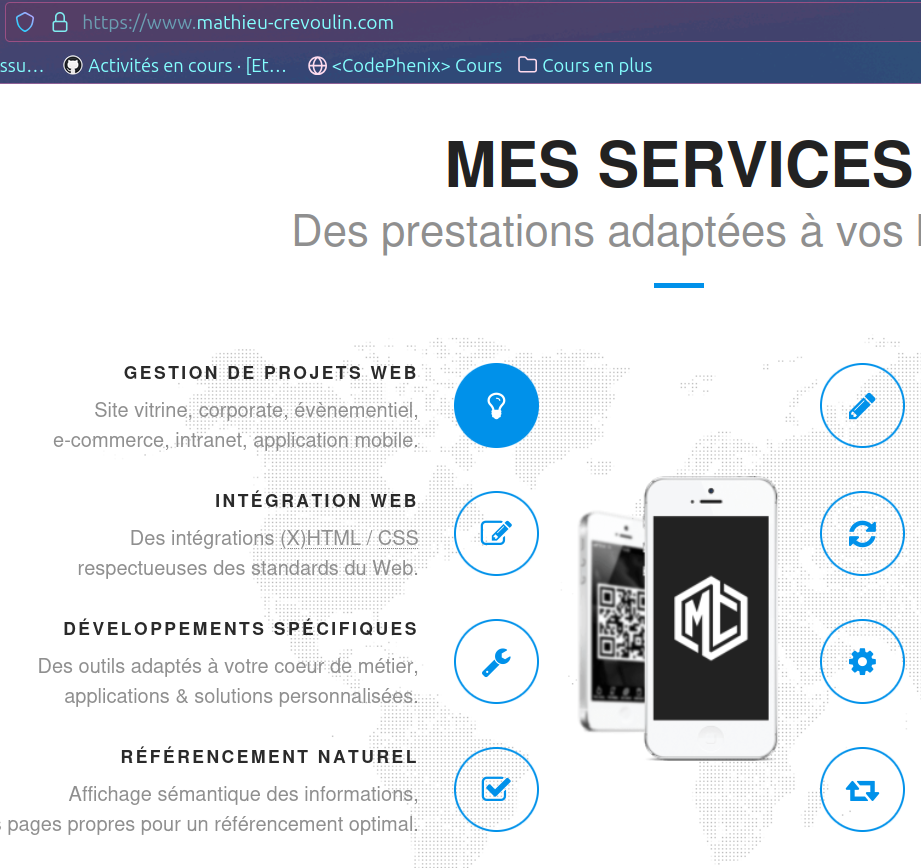 https://www.mathieu-crevoulin.com
ssu… Activités en cours · [Et… <CodePhenix> Cours Cours en plus
MES SERVICES
Des prestations adaptées à vos
GESTION DE PROJETS WEB
Site vitrine, corporate, évènementiel,
e-commerce, intranet, application mobile.
INTÉGRATION WEB
Des intégrations (X)HTML / CSS
respectueuses des standards du Web.
DÉVELOPPEMENTS SPÉCIFIQUES
Des outils adaptés à votre coeur de métier,
applications & solutions personnalisées.
RÉFÉRENCEMENT NATUREL
Affichage sémantique des informations,
s pages propres pour un référencement optimal.
MC